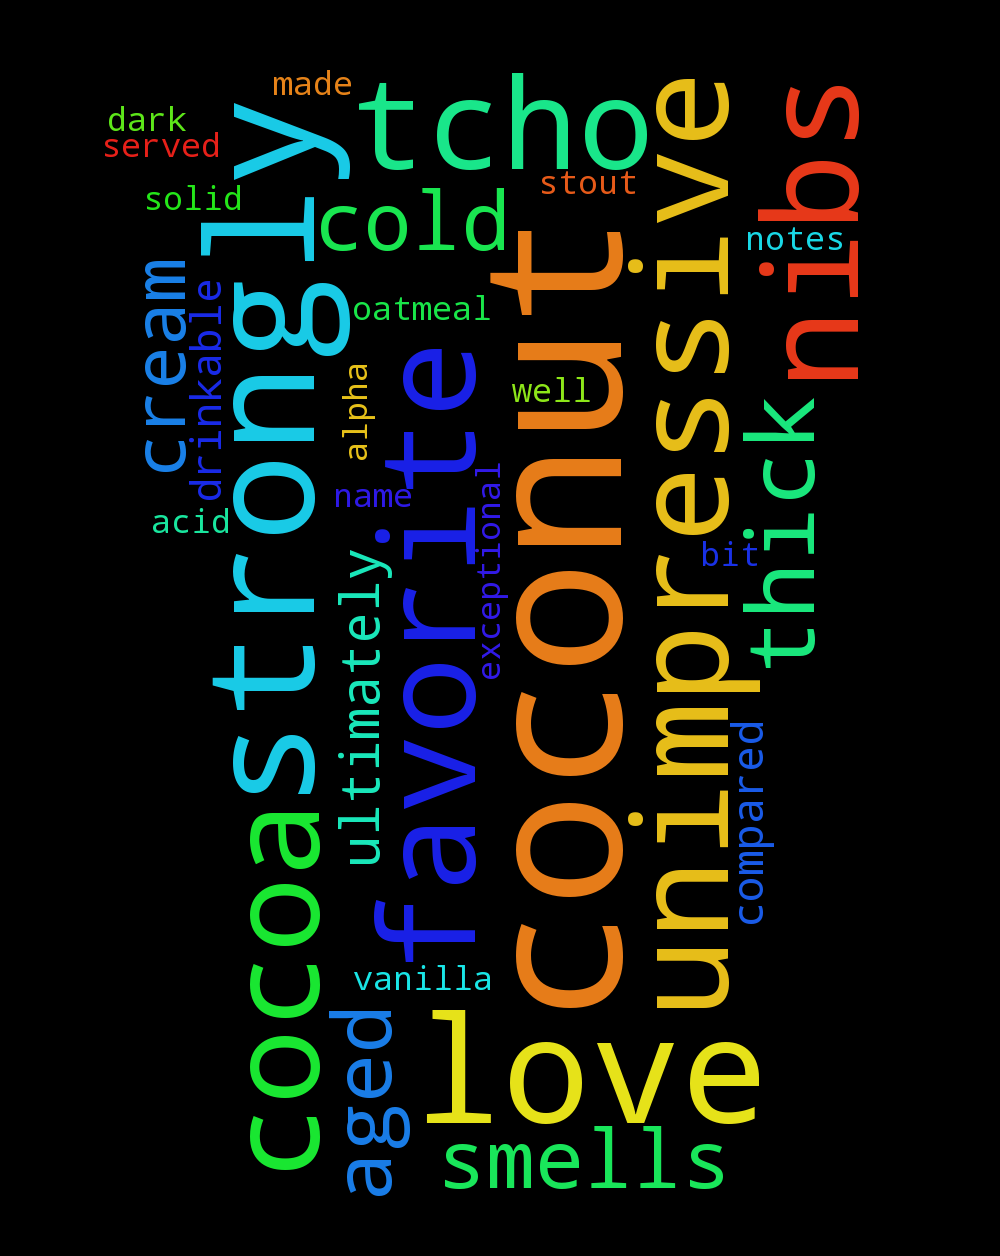 made
tcho
dark
served
strongly
unimpressive
nibs
stout
solid
cold
notes
coconut
cream
drinkable
oatmeal
favorite
alpha
well
thick
name
exceptional
acid
bit
ultimately
compared
cocoa
vanilla
aged
love
smells